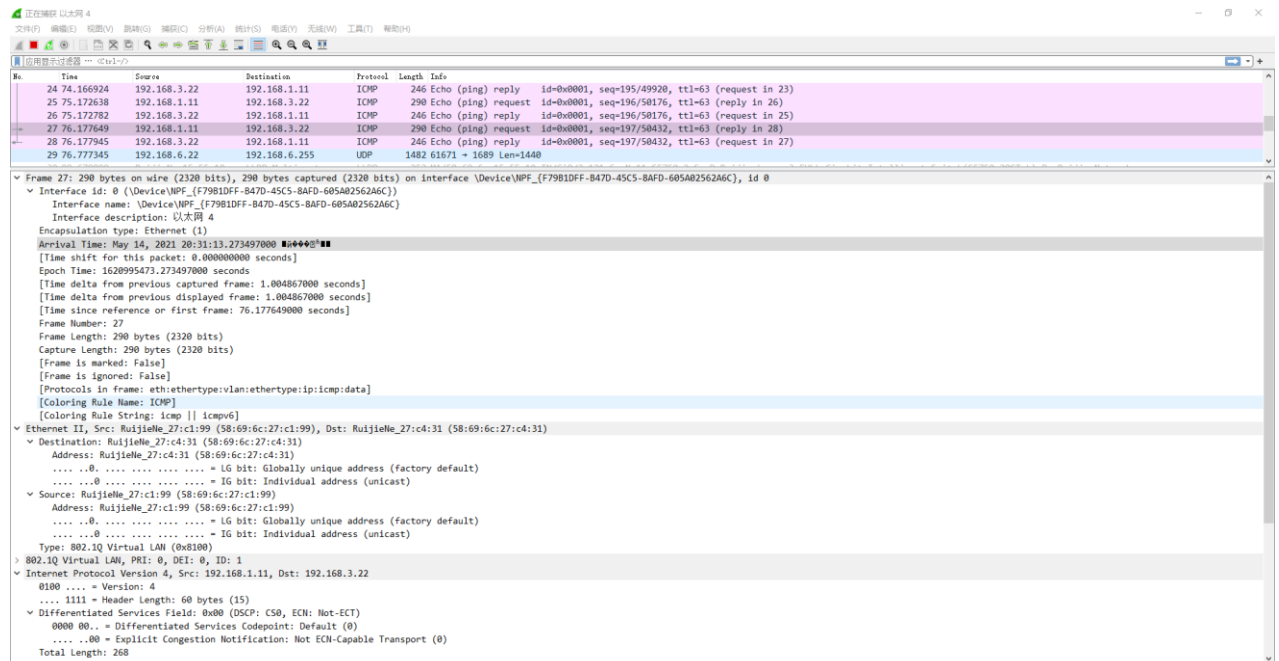 正在捕获 以太网 4
文件(F) 编辑(E) 视图(V) 跳转(G) 捕获(C) 分析(A) 统计(S) 电话(Y) 无线(W) 工具(T) 帮助(H)
应用显示过滤器 … <Ctrl-/>
No. Time Source Destination Protocol Length Info
24 74.166924 192.168.3.22 192.168.1.11 ICMP 246 Echo (ping) reply id=0x0001, seq=195/49920, ttl=63 (request in 23)
25 75.172638 192.168.1.11 192.168.3.22 ICMP 290 Echo (ping) request id=0x0001, seq=196/50176, ttl=63 (reply in 26)
26 75.172782 192.168.3.22 192.168.1.11 ICMP 246 Echo (ping) reply id=0x0001, seq=196/50176, ttl=63 (request in 25)
27 76.177649 192.168.1.11 192.168.3.22 ICMP 290 Echo (ping) request id=0x0001, seq=197/50432, ttl=63 (reply in 28)
28 76.177945 192.168.3.22 192.168.1.11 ICMP 246 Echo (ping) reply id=0x0001, seq=197/50432, ttl=63 (request in 27)
29 76.777345 192.168.6.22 192.168.6.255 UDP 1482 61671 → 1689 Len=1440
Frame 27: 290 bytes on wire (2320 bits), 290 bytes captured (2320 bits) on interface \Device\NPF_{F79B1DFF-B47D-45C5-8AFD-605A02562A6C}, id 0
Interface id: 0 (\Device\NPF_{F79B1DFF-B47D-45C5-8AFD-605A02562A6C})
Interface name: \Device\NPF_{F79B1DFF-B47D-45C5-8AFD-605A02562A6C}
Interface description: 以太网 4
Encapsulation type: Ethernet (1)
Arrival Time: May 14, 2021 20:31:13.273497000
[Time shift for this packet: 0.000000000 seconds]
Epoch Time: 1620995473.273497000 seconds
[Time delta from previous captured frame: 1.004867000 seconds]
[Time delta from previous displayed frame: 1.004867000 seconds]
[Time since reference or first frame: 76.177649000 seconds]
Frame Number: 27
Frame Length: 290 bytes (2320 bits)
Capture Length: 290 bytes (2320 bits)
[Frame is marked: False]
[Frame is ignored: False]
[Protocols in frame: eth:ethertype:vlan:ethertype:ip:icmp:data]
[Coloring Rule Name: ICMP]
[Coloring Rule String: icmp || icmpv6]
Ethernet II, Src: RuijieNe_27:c1:99 (58:69:6c:27:c1:99), Dst: RuijieNe_27:c4:31 (58:69:6c:27:c4:31)
Destination: RuijieNe_27:c4:31 (58:69:6c:27:c4:31)
Address: RuijieNe_27:c4:31 (58:69:6c:27:c4:31)
.... ..0. .... .... .... .... = LG bit: Globally unique address (factory default)
.... ...0 .... .... .... .... = IG bit: Individual address (unicast)
Source: RuijieNe_27:c1:99 (58:69:6c:27:c1:99)
Address: RuijieNe_27:c1:99 (58:69:6c:27:c1:99)
.... ..0. .... .... .... .... = LG bit: Globally unique address (factory default)
.... ...0 .... .... .... .... = IG bit: Individual address (unicast)
Type: 802.1Q Virtual LAN (0x8100)
802.1Q Virtual LAN, PRI: 0, DEI: 0, ID: 1
Internet Protocol Version 4, Src: 192.168.1.11, Dst: 192.168.3.22
0100 .... = Version: 4
.... 1111 = Header Length: 60 bytes (15)
Differentiated Services Field: 0x00 (DSCP: CS0, ECN: Not-ECT)
0000 00.. = Differentiated Services Codepoint: Default (0)
.... ..00 = Explicit Congestion Notification: Not ECN-Capable Transport (0)
Total Length: 268